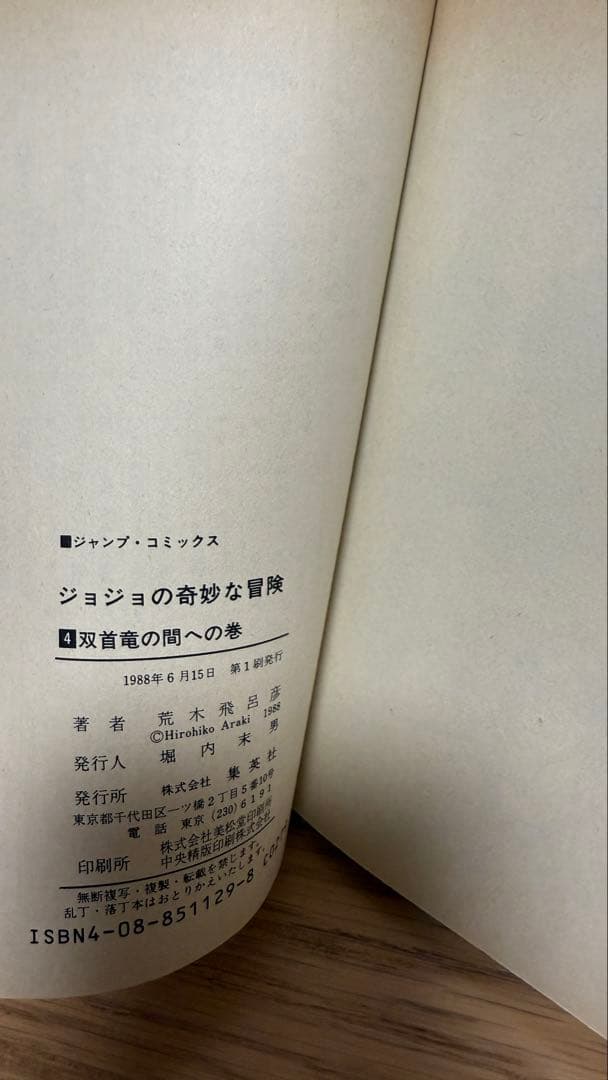 ■ジャンプ・コミックス
ジョジョの奇妙な冒険
4 双首竜の間への巻
1988年6月15日 第1刷発行
著者 荒木飛呂彦
©Hirohiko Araki 1988
発行人 堀内末男
発行所 株式会社 集英社
東京都千代田区一ツ橋2丁目5番10号
電話 東京(230)6191
印刷所 株式会社美松堂印刷所
中央精版印刷株式会社
無断複写・複製・転載を禁じます。
乱丁・落丁本はおとりかえいたします。
ISBN4-08-851129-8